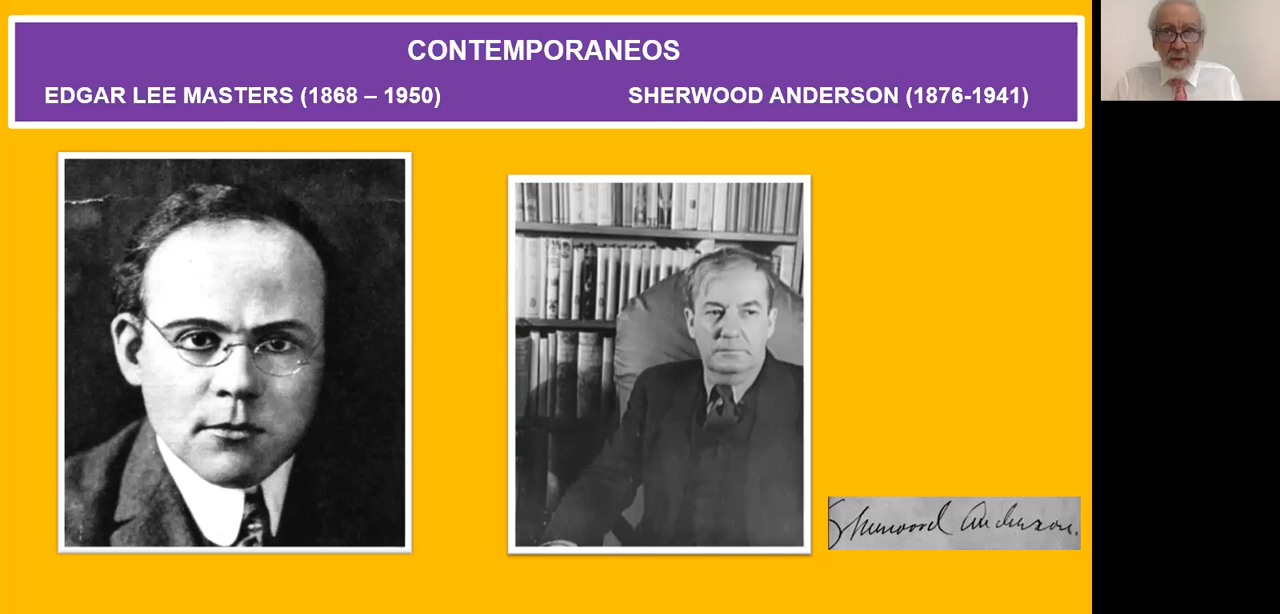 CONTEMPORANEOS
EDGAR LEE MASTERS (1868 – 1950) SHERWOOD ANDERSON (1876-1941)
Sherwood Anderson.